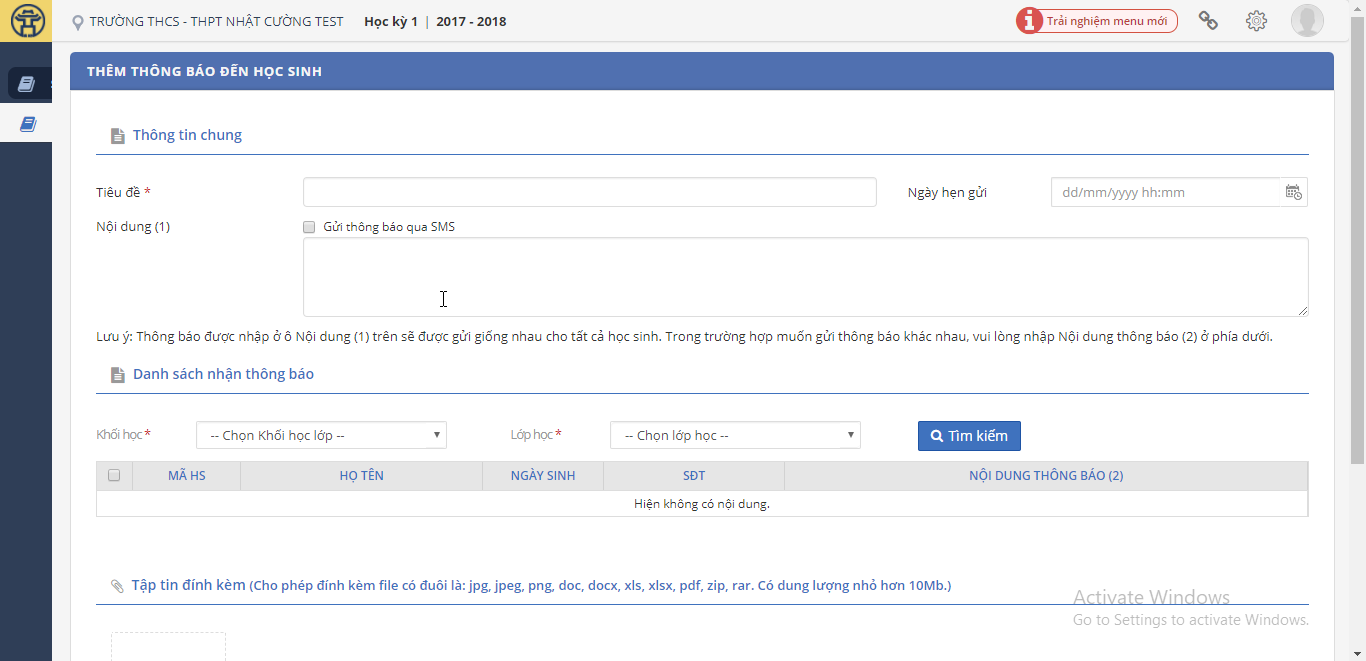 TRƯỜNG THCS - THPT NHẬT CƯỜNG TEST Học kỳ 1 | 2017 - 2018 Trải nghiệm menu mới
THÊM THÔNG BÁO ĐẾN HỌC SINH
Thông tin chung
Tiêu đề * Ngày hẹn gửi dd/mm/yyyy hh:mm
Nội dung (1) Gửi thông báo qua SMS
Lưu ý: Thông báo được nhập ở ô Nội dung (1) trên sẽ được gửi giống nhau cho tất cả học sinh. Trong trường hợp muốn gửi thông báo khác nhau, vui lòng nhập Nội dung thông báo (2) ở phía dưới.
Danh sách nhận thông báo
Khối học * -- Chọn Khối học lớp -- Lớp học * -- Chọn lớp học -- Tìm kiếm
MÃ HS HỌ TÊN NGÀY SINH SĐT NỘI DUNG THÔNG BÁO (2)
Hiện không có nội dung.
Tập tin đính kèm (Cho phép đính kèm file có đuôi là: jpg, jpeg, png, doc, docx, xls, xlsx, pdf, zip, rar. Có dung lượng nhỏ hơn 10Mb.)
Activate Windows
Go to Settings to activate Windows.